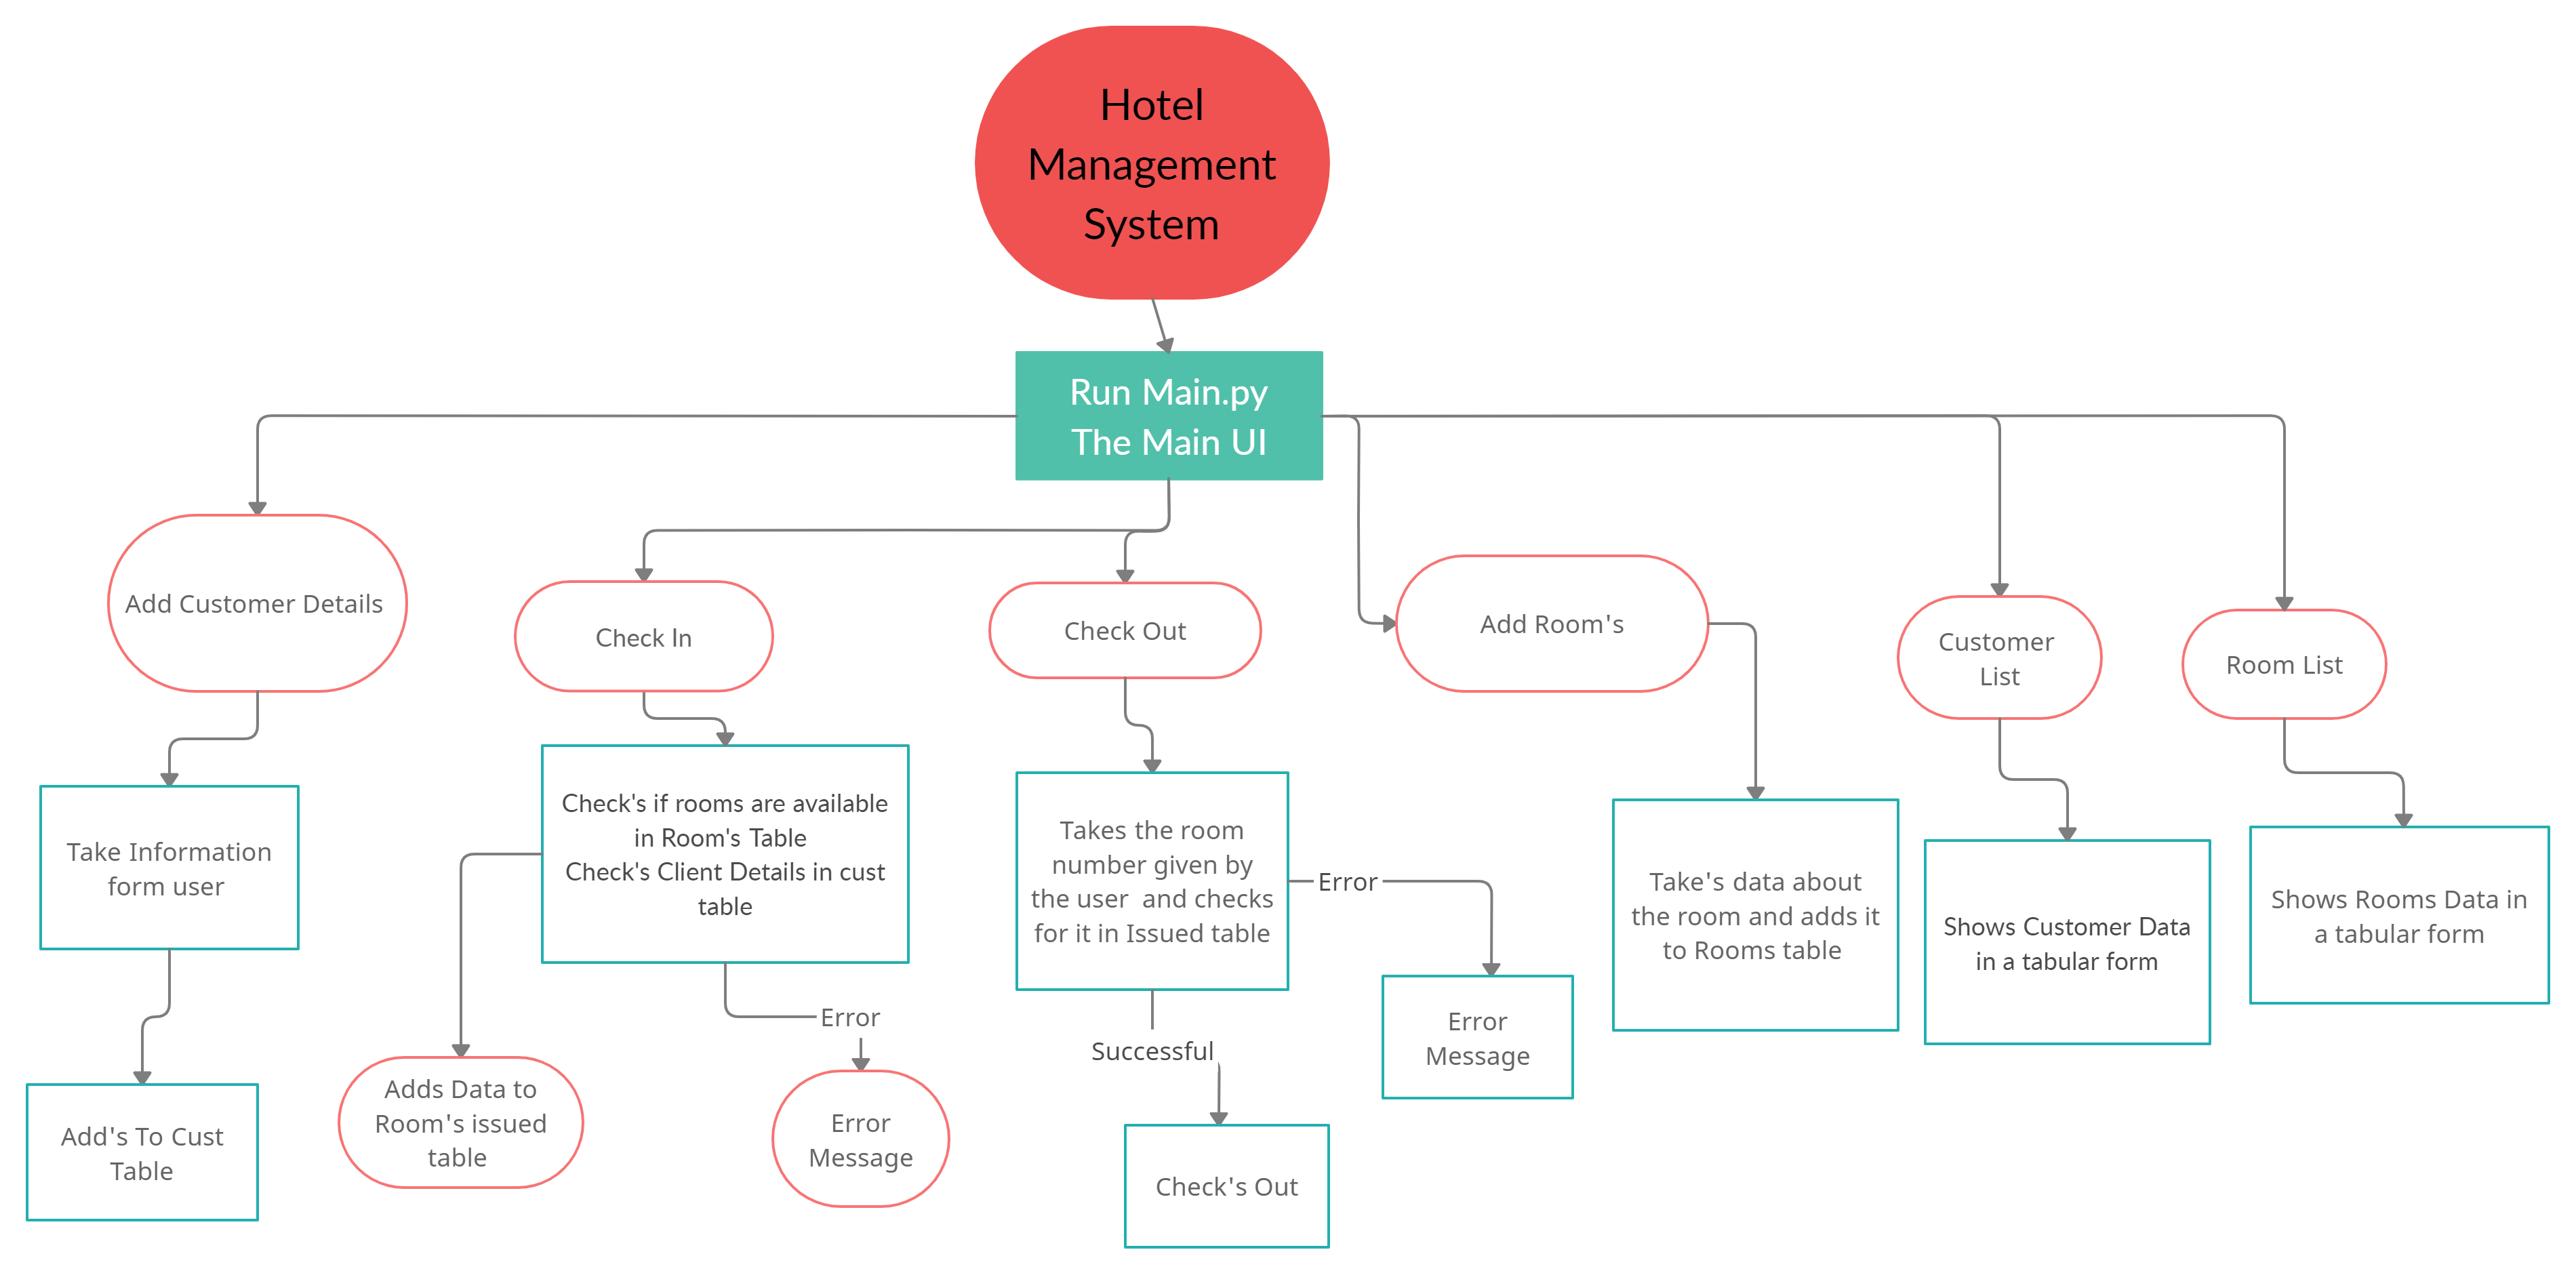 Hotel
Management
System
Run Main.py
The Main UI
Add Customer Details
Check In
Check Out
Add Room's
Customer
List
Room List
Take Information
form user
Check's if rooms are available
in Room's Table
Check's Client Details in cust
table
Takes the room
number given by
the user  and checks
for it in Issued table
Error
Take's data about
the room and adds it
to Rooms table
Shows Customer Data
in a tabular form
Shows Rooms Data in
a tabular form
Error
Successful
Error
Message
Add's To Cust
Table
Adds Data to
Room's issued
table
Error
Message
Check's Out